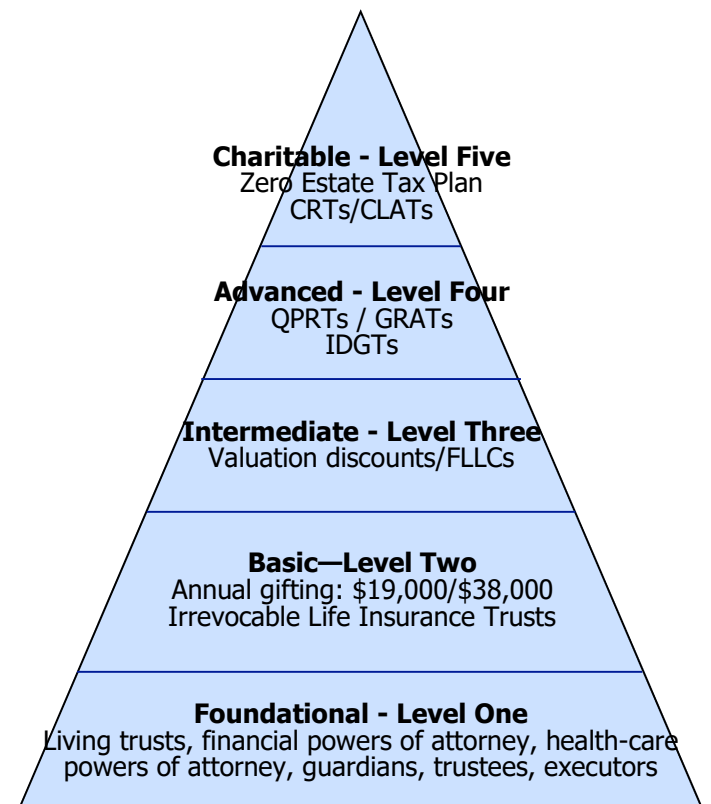 Charitable - Level Five
Zero Estate Tax Plan
CRTs/CLATs
Advanced - Level Four
QPRTs / GRATs
IDGTs
Intermediate - Level Three
Valuation discounts/FLLCs
Basic—Level Two
Annual gifting: $19,000/$38,000
Irrevocable Life Insurance Trusts
Foundational - Level One
Living trusts, financial powers of attorney, health-care
powers of attorney, guardians, trustees, executors